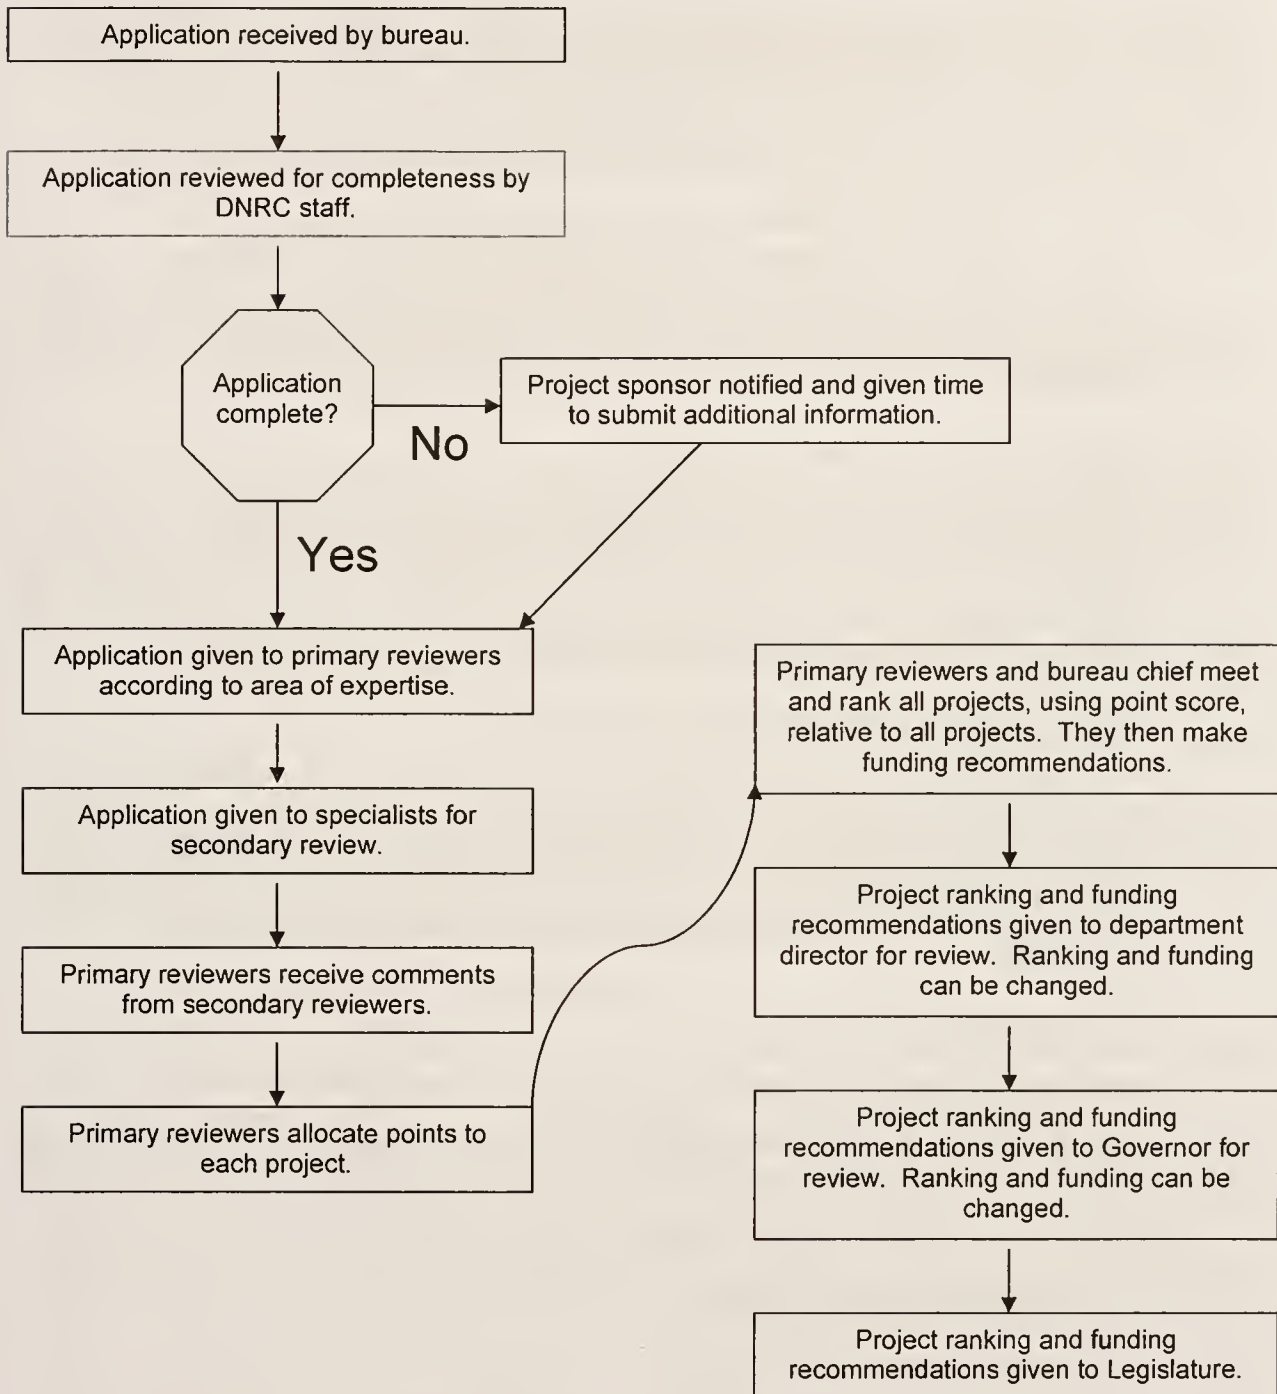 Application received by bureau.
Application reviewed for completeness by
DNRC staff.
Application
complete?
No
Project sponsor notified and given time
to submit additional information.
Yes
Application given to primary reviewers
according to area of expertise.
Application given to specialists for
secondary review.
Primary reviewers receive comments
from secondary reviewers.
Primary reviewers allocate points to
each project.
Primary reviewers and bureau chief meet
and rank all projects, using point score,
relative to all projects.  They then make
funding recommendations.
Project ranking and funding
recommendations given to department
director for review.  Ranking and funding
can be changed.
Project ranking and funding
recommendations given to Governor for
review.  Ranking and funding can be
changed.
Project ranking and funding
recommendations given to Legislature.